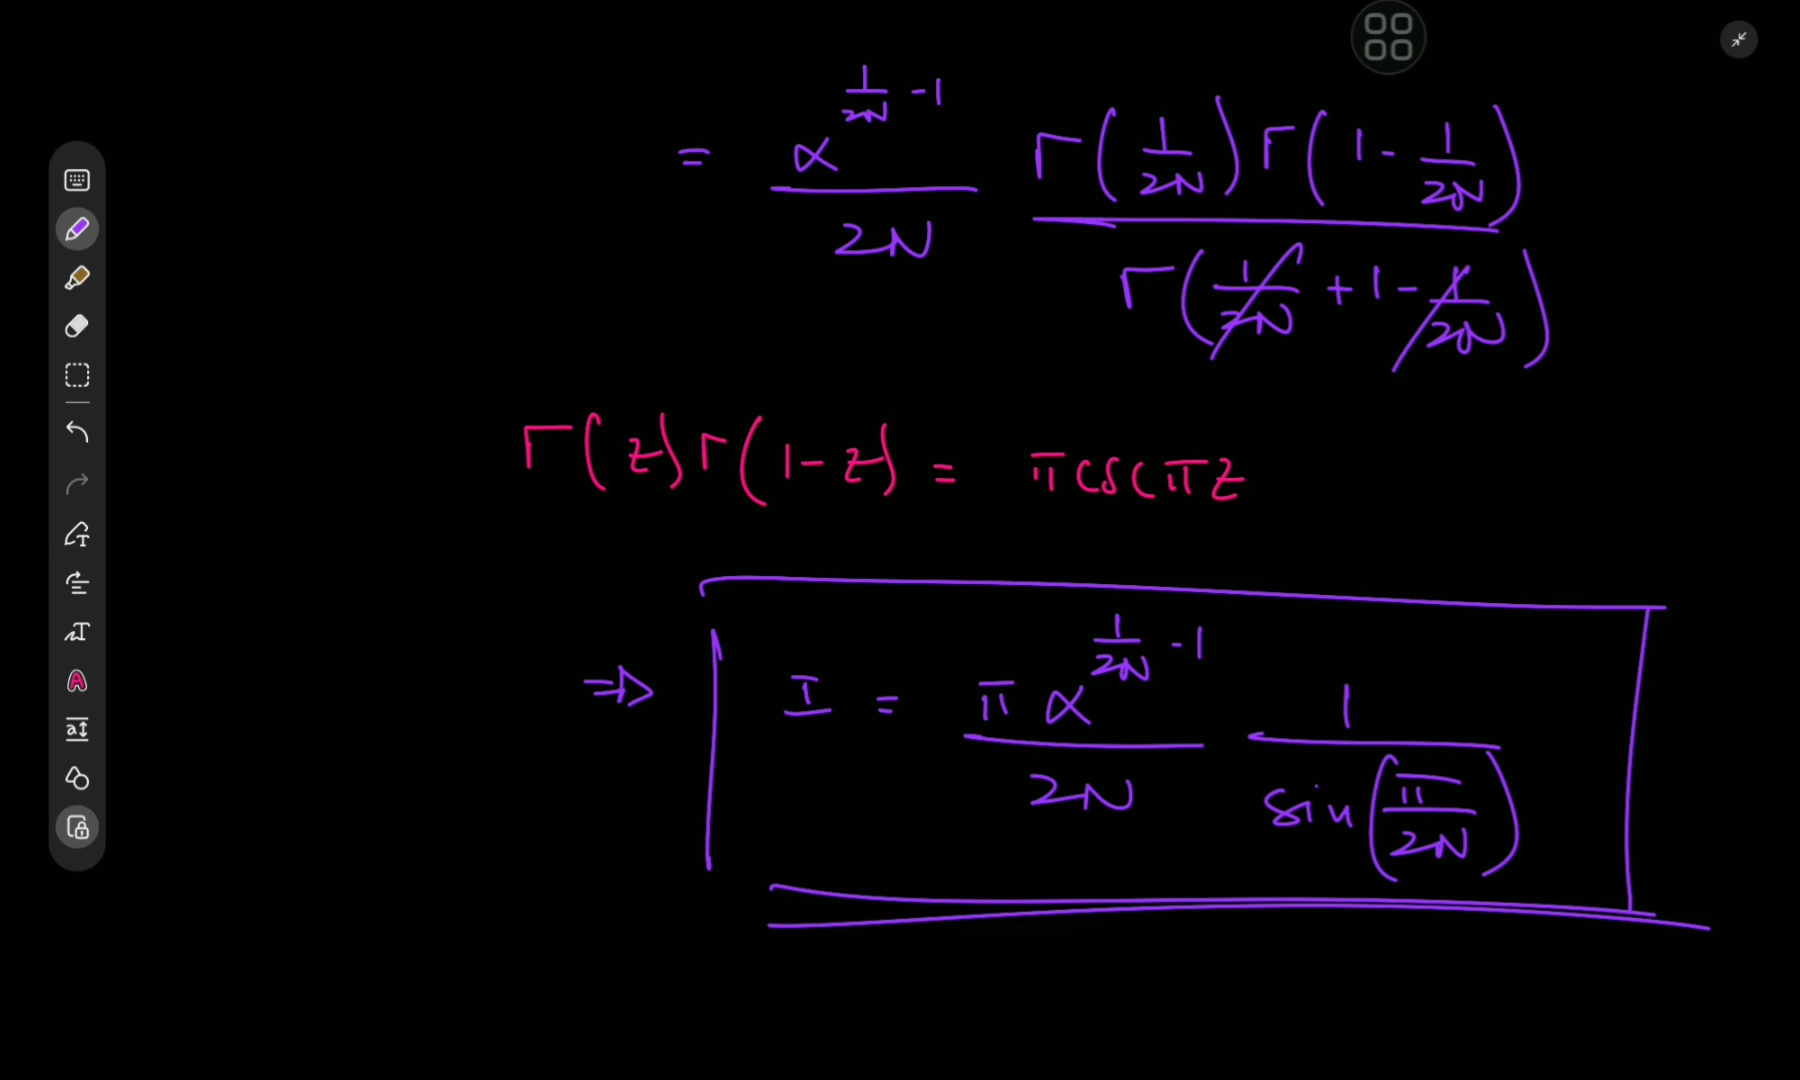 = α^(1/2N - 1) / 2N · Γ(1/2N) Γ(1 - 1/2N) / Γ(1/2N + 1 - 1/2N)
Γ(z) Γ(1 - z) = π csc πz
⇒ I = π α^(1/2N - 1) / 2N · 1 / sin(π/2N)